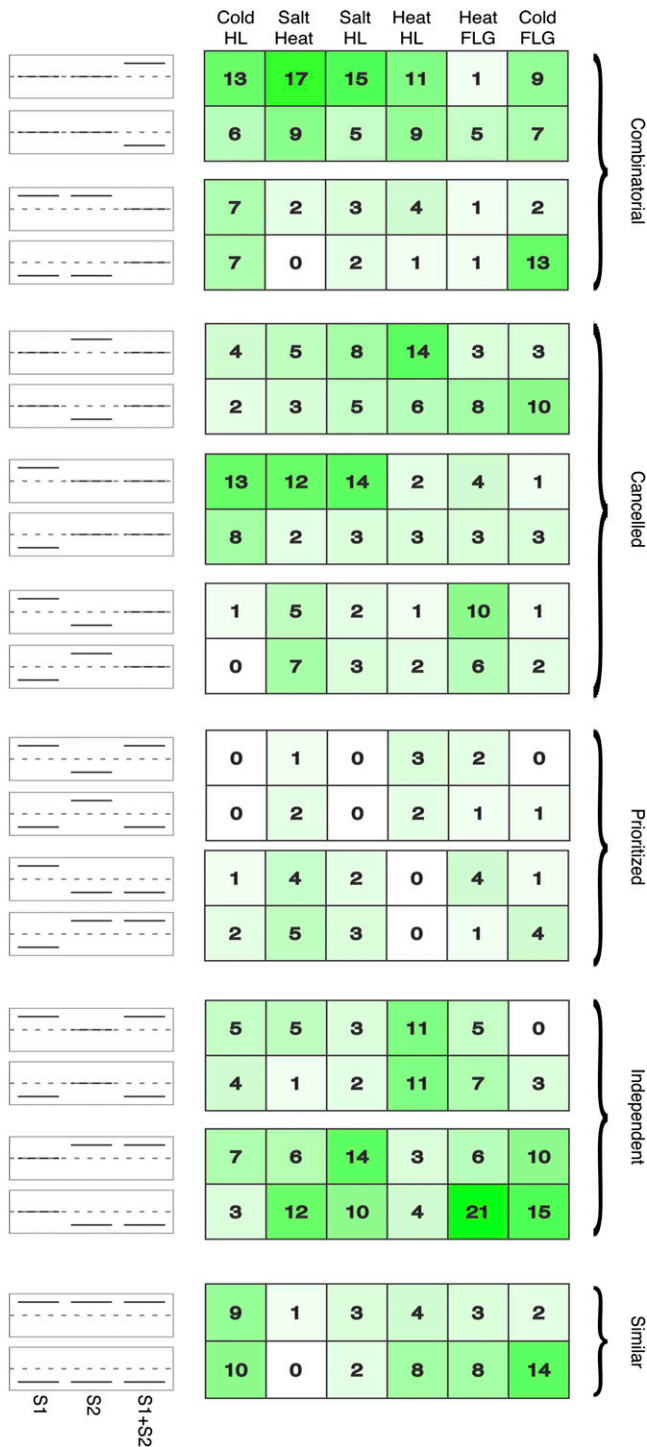 Cold Salt Salt Heat Heat Cold
HL Heat HL HL FLG FLG
13 17 15 11 1 9
6 9 5 9 5 7
7 2 3 4 1 2
7 0 2 1 1 13
Combinatorial
4 5 8 14 3 3
2 3 5 6 8 10
13 12 14 2 4 1
8 2 3 3 3 3
1 5 2 1 10 1
0 7 3 2 6 2
Cancelled
0 1 0 3 2 0
0 2 0 2 1 1
1 4 2 0 4 1
2 5 3 0 1 4
Prioritized
5 5 3 11 5 0
4 1 2 11 7 3
7 6 14 3 6 10
3 12 10 4 21 15
Independent
9 1 3 4 3 2
10 0 2 8 8 14
Similar
S1 S2 S1+S2